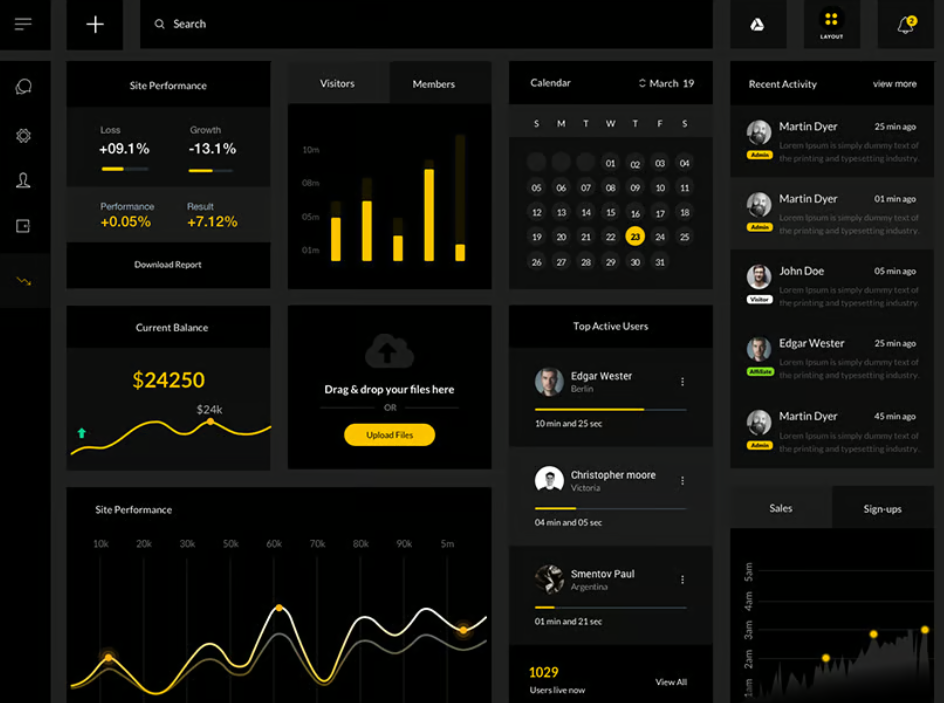 Search
LAYOUT
2
Site Performance
Loss
Growth
+09.1%
-13.1%
Performance
Result
+0.05%
+7.12%
Download Report
Visitors
Members
10m
08m
05m
01m
Calendar
March 19
S M T W T F S
01 02 03 04
05 06 07 08 09 10 11
12 13 14 15 16 17 18
19 20 21 22 23 24 25
26 27 28 29 30 31
Recent Activity
view more
Martin Dyer
25 min ago
Lorem Ipsum is simply dummy text of
the printing and typesetting industry.
Admin
Martin Dyer
01 min ago
Lorem Ipsum is simply dummy text of
the printing and typesetting industry.
Admin
John Doe
05 min ago
Lorem Ipsum is simply dummy text of
the printing and typesetting industry.
Visitor
Edgar Wester
25 min ago
Lorem Ipsum is simply dummy text of
the printing and typesetting industry.
Affiliate
Martin Dyer
45 min ago
Lorem Ipsum is simply dummy text of
the printing and typesetting industry.
Admin
Current Balance
$24250
$24k
Drag & drop your files here
OR
Upload Files
Top Active Users
Edgar Wester
Berlin
10 min and 25 sec
Christopher moore
Victoria
04 min and 05 sec
Smentov Paul
Argentina
01 min and 21 sec
1029
Users live now
View All
Site Performance
10k 20k 30k 50k 60k 70k 80k 90k 5m
Sales
Sign-ups
5am
4am
3am
2am
1am